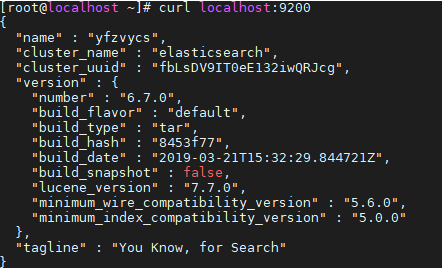 [root@localhost ~]# curl localhost:9200
{
  "name" : "yfzvycs",
  "cluster_name" : "elasticsearch",
  "cluster_uuid" : "fbLsDV9IT0eE132iwQRJcg",
  "version" : {
    "number" : "6.7.0",
    "build_flavor" : "default",
    "build_type" : "tar",
    "build_hash" : "8453f77",
    "build_date" : "2019-03-21T15:32:29.844721Z",
    "build_snapshot" : false,
    "lucene_version" : "7.7.0",
    "minimum_wire_compatibility_version" : "5.6.0",
    "minimum_index_compatibility_version" : "5.0.0"
  },
  "tagline" : "You Know, for Search"
}